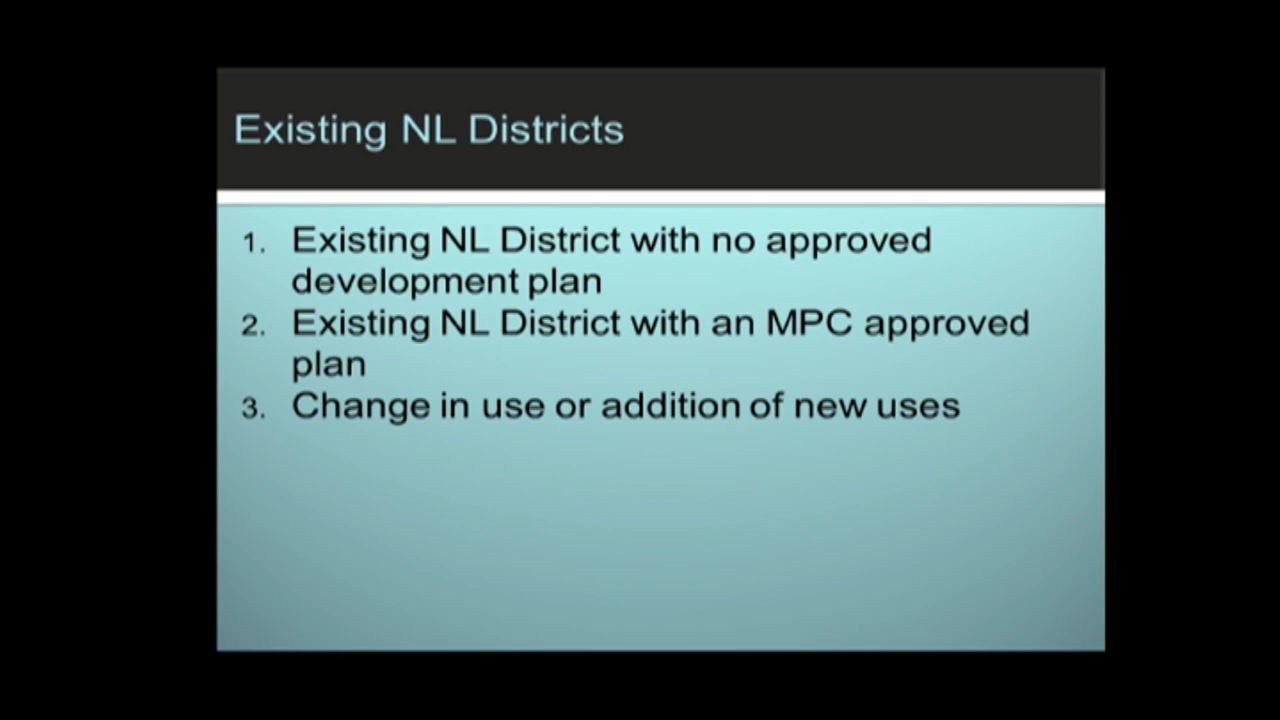 Existing NL Districts
1. Existing NL District with no approved
development plan
2. Existing NL District with an MPC approved
plan
3. Change in use or addition of new uses